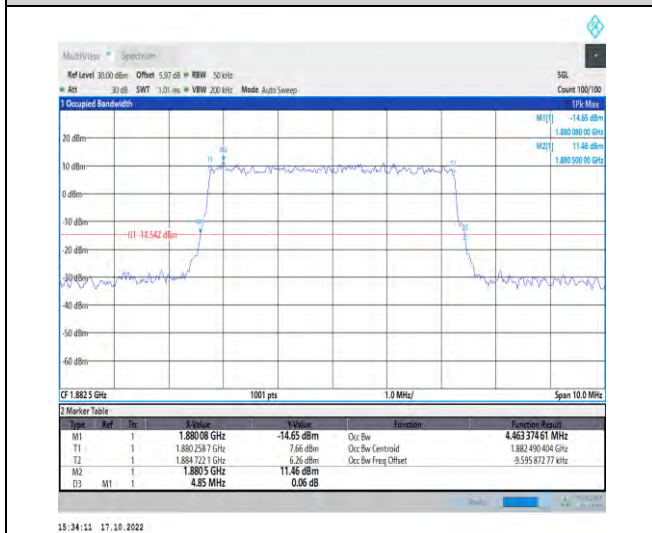 MultiView Spectrum
Ref Level 30.00 dBm Offset 5.97 dB RBW 50 kHz SGL
Att 30 dB SWT 1.01 ms VBW 200 kHz Mode Auto Sweep Count 100/100
1 Occupied Bandwidth 1Pk Max
M1[1] -14.65 dBm
1.880 080 00 GHz
20 dBm
M2[1] 11.46 dBm
1.880 500 00 GHz
M2
T1
T2
10 dBm
0 dBm
-10 dBm
H1 -14.542 dBm
-30 dBm
-40 dBm
-50 dBm
-60 dBm
CF 1.882 5 GHz 1001 pts 1.0 MHz/ Span 10.0 MHz
2 Marker Table
Type Ref Trc X-Value Y-Value Function Function Result
M1 1 1.880 08 GHz -14.65 dBm Occ Bw 4.463 374 61 MHz
T1 1 1.880 258 7 GHz 7.66 dBm Occ Bw Centroid 1.882 490 404 GHz
T2 1 1.884 722 1 GHz 6.26 dBm Occ Bw Freq Offset -9.595 872 77 kHz
M2 1 1.880 5 GHz 11.46 dBm
D3 M1 1 4.85 MHz 0.06 dB
15:34:11 17.10.2022